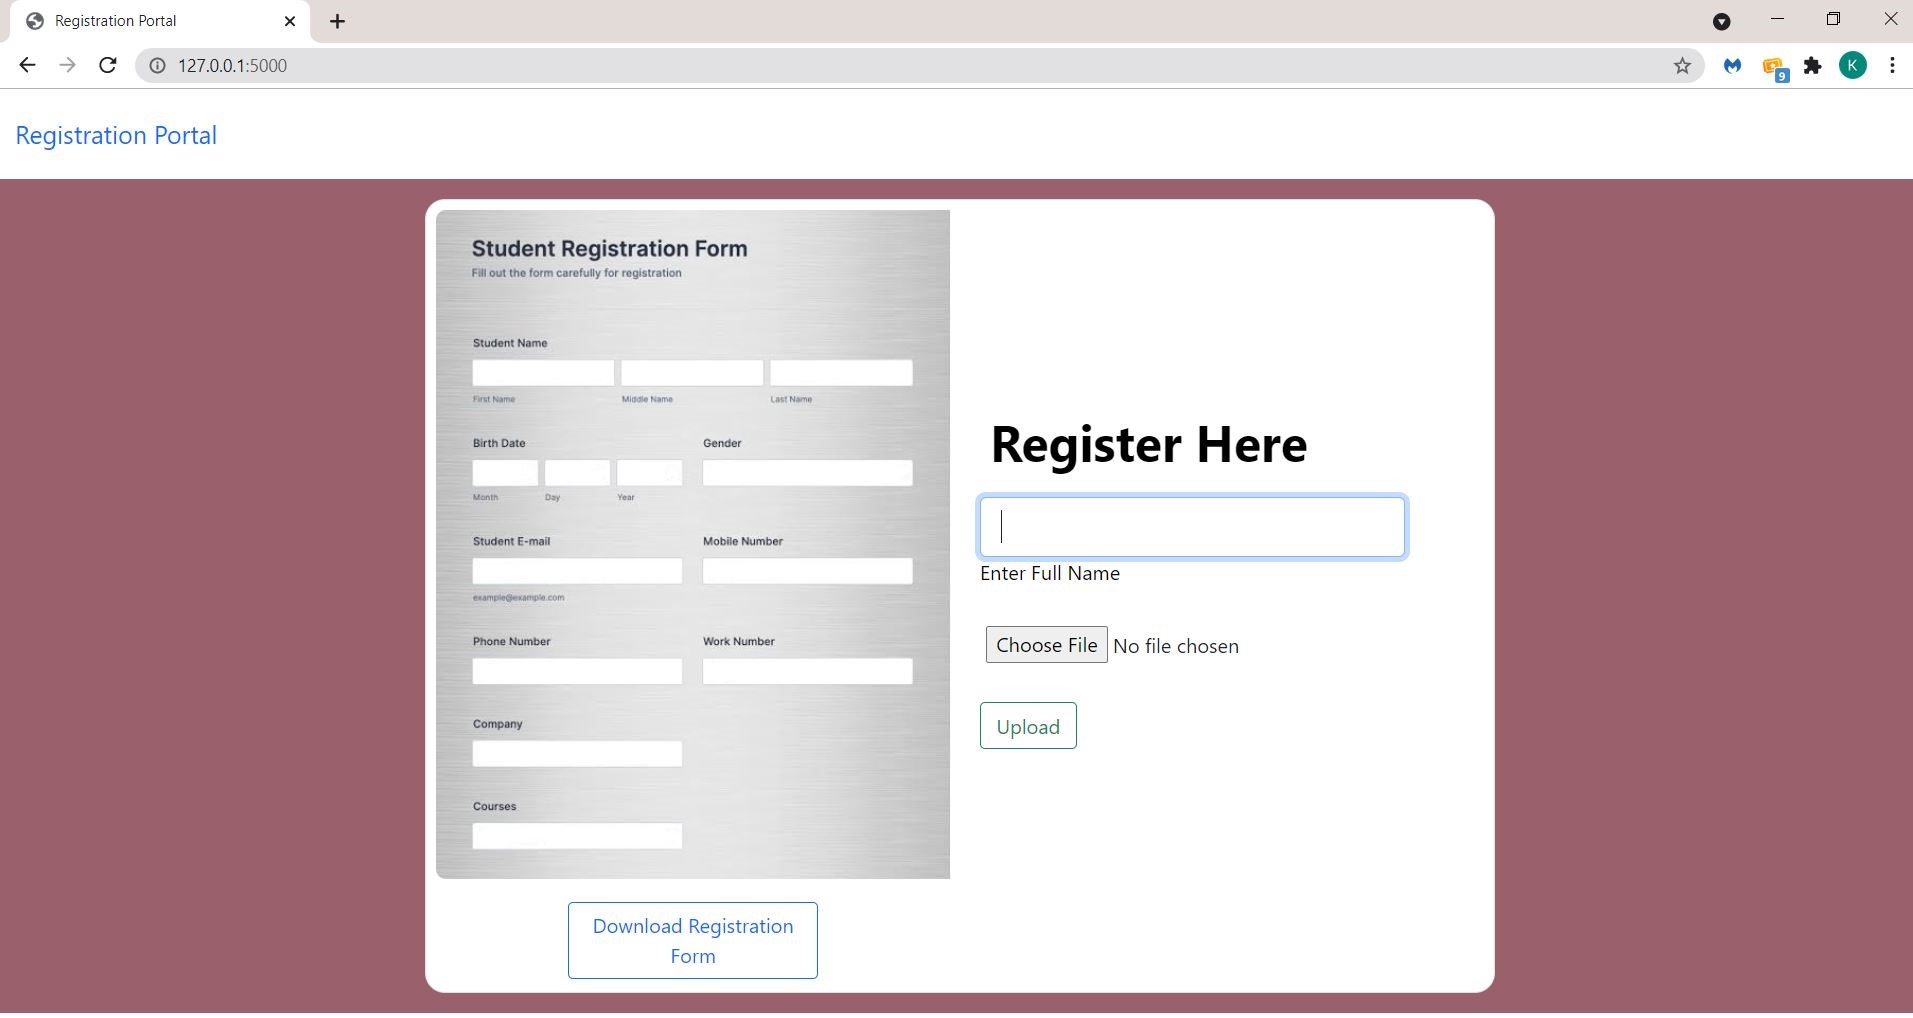 Registration Portal
127.0.0.1:5000
K
9
Registration Portal
Student Registration Form
Fill out the form carefully for registration
Student Name
First Name Middle Name Last Name
Birth Date Gender
Month Day Year
Student E-mail Mobile Number
example@example.com
Phone Number Work Number
Company
Courses
Download Registration
Form
Register Here
Enter Full Name
Choose File No file chosen
Upload